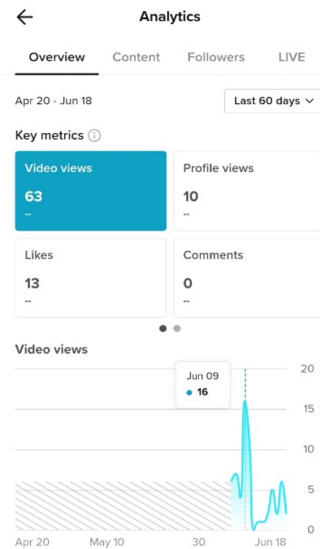 Analytics
Overview Content Followers LIVE
Apr 20 - Jun 18 Last 60 days
Key metrics
Video views Profile views
63 10
-- --
Likes Comments
13 0
-- --
Video views
20
Jun 09
16
15
10
5
0
Apr 20 May 10 30 Jun 18